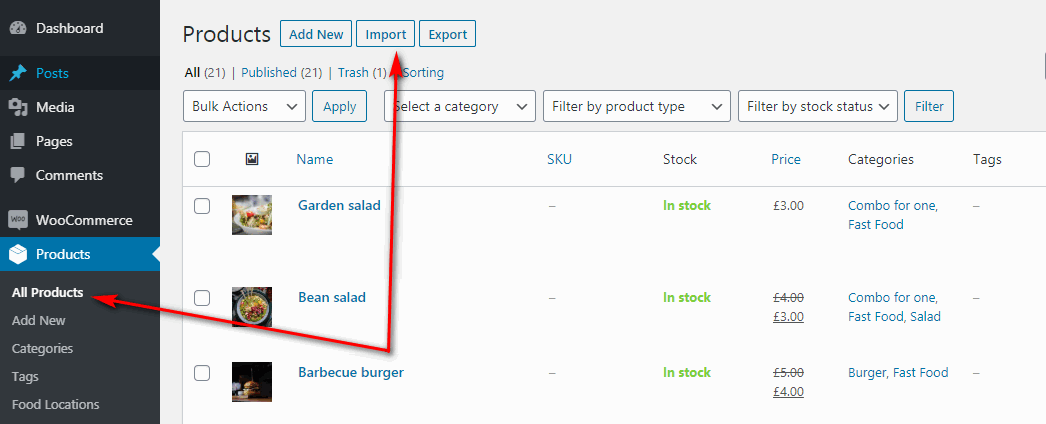 Dashboard
Posts
Media
Pages
Comments
WOO WooCommerce
Products
All Products
Add New
Categories
Tags
Food Locations
Products Add New Import Export
All (21) | Published (21) | Trash (1) | Sorting
Bulk Actions Apply Select a category Filter by product type Filter by stock status Filter
Name SKU Stock Price Categories Tags
Garden salad – In stock £3.00 Combo for one, –
Fast Food
Bean salad – In stock £4.00 Combo for one, –
£3.00 Fast Food, Salad
Barbecue burger – In stock £5.00 Burger, Fast Food –
£4.00